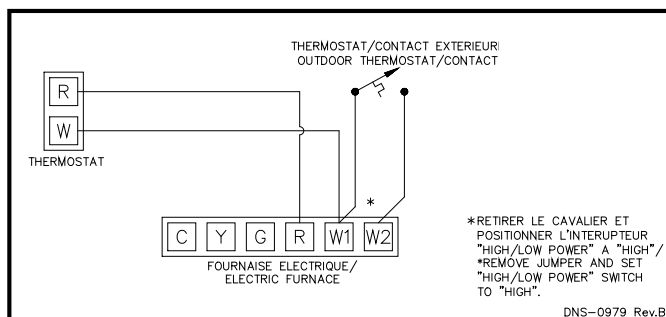 THERMOSTAT/CONTACT EXTERIEUR/
OUTDOOR THERMOSTAT/CONTACT
R
W
THERMOSTAT
*
C Y G R W1 W2
FOURNAISE ELECTRIQUE/
ELECTRIC FURNACE
*RETIRER LE CAVALIER ET
POSITIONNER L'INTERUPTEUR
"HIGH/LOW POWER" A "HIGH"/
*REMOVE JUMPER AND SET
"HIGH/LOW POWER" SWITCH
TO "HIGH".
DNS-0979 Rev.B